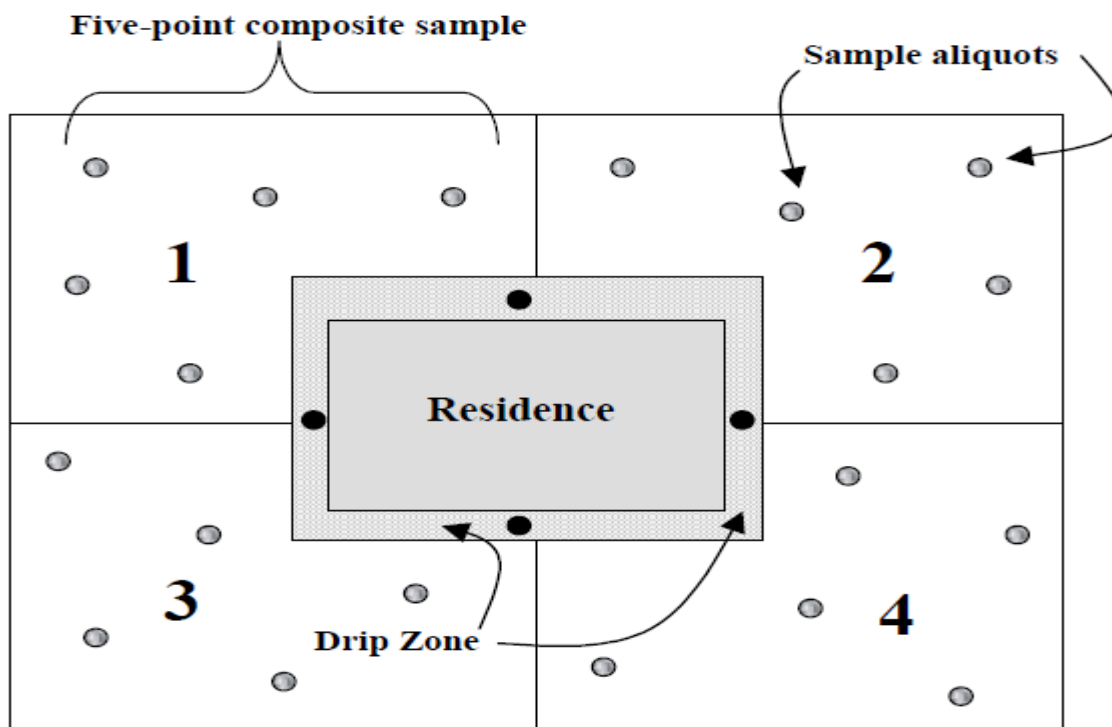 Five-point composite sample
Sample aliquots
1
2
Residence
3
4
Drip Zone